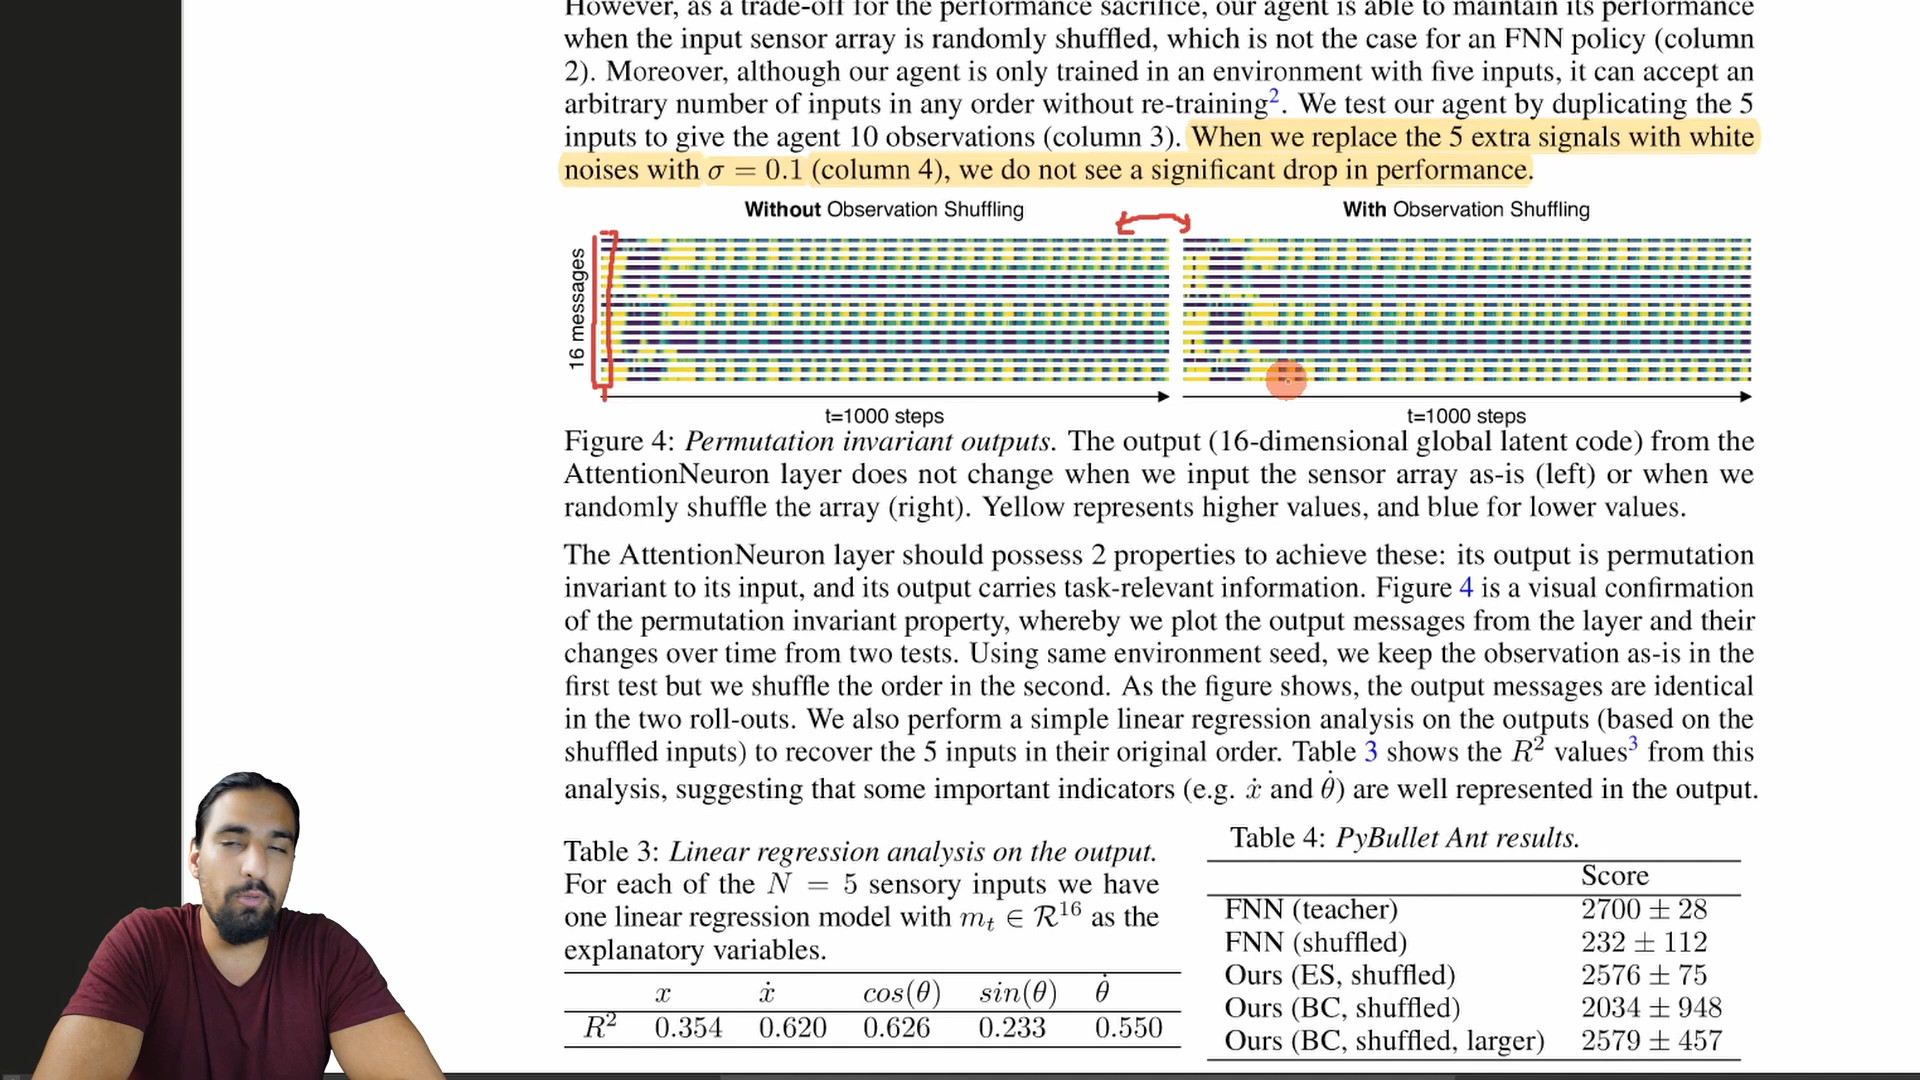 However, as a trade-off for the performance sacrifice, our agent is able to maintain its performance
when the input sensor array is randomly shuffled, which is not the case for an FNN policy (column
2). Moreover, although our agent is only trained in an environment with five inputs, it can accept an
arbitrary number of inputs in any order without re-training². We test our agent by duplicating the 5
inputs to give the agent 10 observations (column 3). When we replace the 5 extra signals with white
noises with σ = 0.1 (column 4), we do not see a significant drop in performance.
Without Observation Shuffling
With Observation Shuffling
16 messages
t=1000 steps
t=1000 steps
Figure 4: Permutation invariant outputs. The output (16-dimensional global latent code) from the
AttentionNeuron layer does not change when we input the sensor array as-is (left) or when we
randomly shuffle the array (right). Yellow represents higher values, and blue for lower values.
The AttentionNeuron layer should possess 2 properties to achieve these: its output is permutation
invariant to its input, and its output carries task-relevant information. Figure 4 is a visual confirmation
of the permutation invariant property, whereby we plot the output messages from the layer and their
changes over time from two tests. Using same environment seed, we keep the observation as-is in the
first test but we shuffle the order in the second. As the figure shows, the output messages are identical
in the two roll-outs. We also perform a simple linear regression analysis on the outputs (based on the
shuffled inputs) to recover the 5 inputs in their original order. Table 3 shows the R² values³ from this
analysis, suggesting that some important indicators (e.g. ẋ and θ̇) are well represented in the output.
Table 3: Linear regression analysis on the output.
For each of the N = 5 sensory inputs we have
one linear regression model with mₜ ∈ ℛ¹⁶ as the
explanatory variables.
x ẋ cos(θ) sin(θ) θ̇
R² 0.354 0.620 0.626 0.233 0.550
Table 4: PyBullet Ant results.
Score
FNN (teacher) 2700 ± 28
FNN (shuffled) 232 ± 112
Ours (ES, shuffled) 2576 ± 75
Ours (BC, shuffled) 2034 ± 948
Ours (BC, shuffled, larger) 2579 ± 457